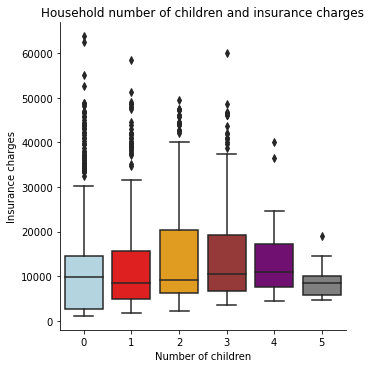 Household number of children and insurance charges
60000
50000
40000
30000
20000
10000
0
Insurance charges
0 1 2 3 4 5
Number of children